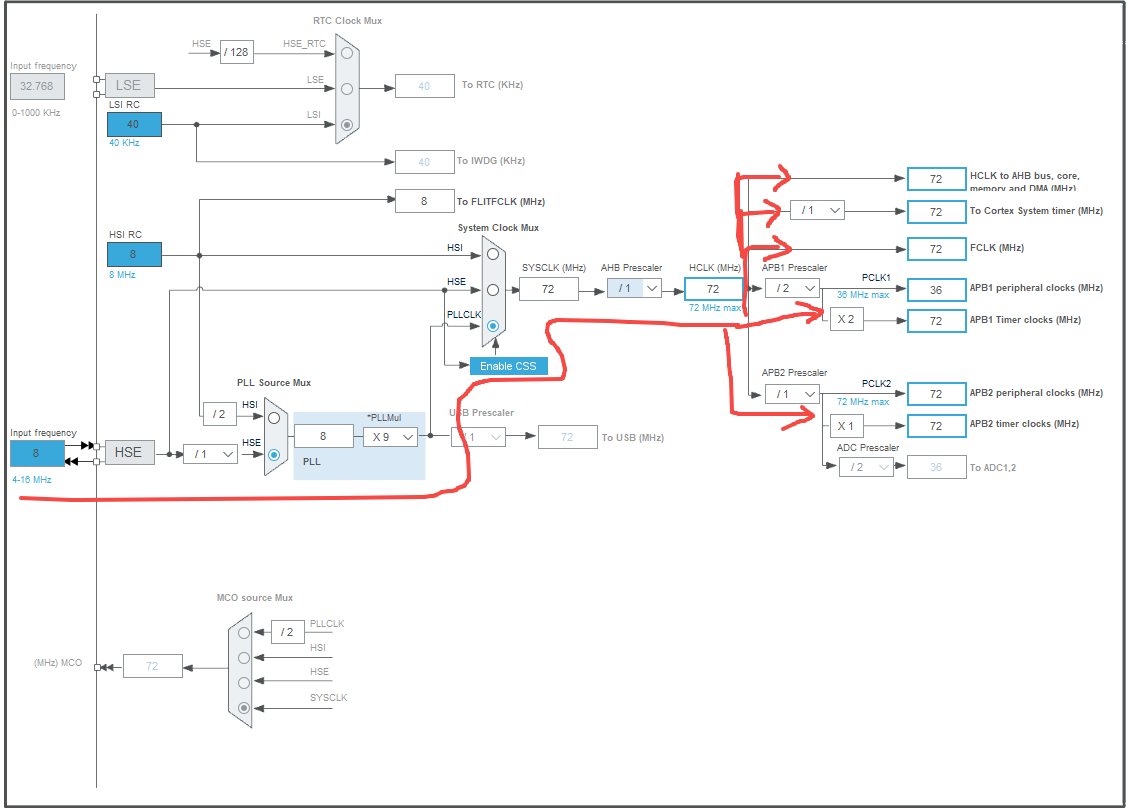 RTC Clock Mux
HSE
/ 128
HSE_RTC
Input frequency
32.768
0-1000 KHz
LSE
LSE
40
To RTC (KHz)
LSI RC
40
40 KHz
LSI
40
To IWDG (KHz)
8
To FLITFCLK (MHz)
HSI RC
8
8 MHz
System Clock Mux
HSI
HSE
PLLCLK
Enable CSS
SYSCLK (MHz)
72
AHB Prescaler
/ 1
HCLK (MHz)
72
72 MHz max
72
HCLK to AHB bus, core,
memory and DMA (MHz)
/ 1
72
To Cortex System timer (MHz)
72
FCLK (MHz)
APB1 Prescaler
/ 2
PCLK1
36 MHz max
36
APB1 peripheral clocks (MHz)
X 2
72
APB1 Timer clocks (MHz)
APB2 Prescaler
/ 1
PCLK2
72 MHz max
72
APB2 peripheral clocks (MHz)
X 1
72
APB2 timer clocks (MHz)
ADC Prescaler
/ 2
36
To ADC1,2
PLL Source Mux
/ 2
HSI
Input frequency
8
4-16 MHz
HSE
/ 1
HSE
8
*PLLMul
X 9
PLL
USB Prescaler
/ 1
72
To USB (MHz)
MCO source Mux
/ 2
PLLCLK
HSI
HSE
SYSCLK
(MHz) MCO
72